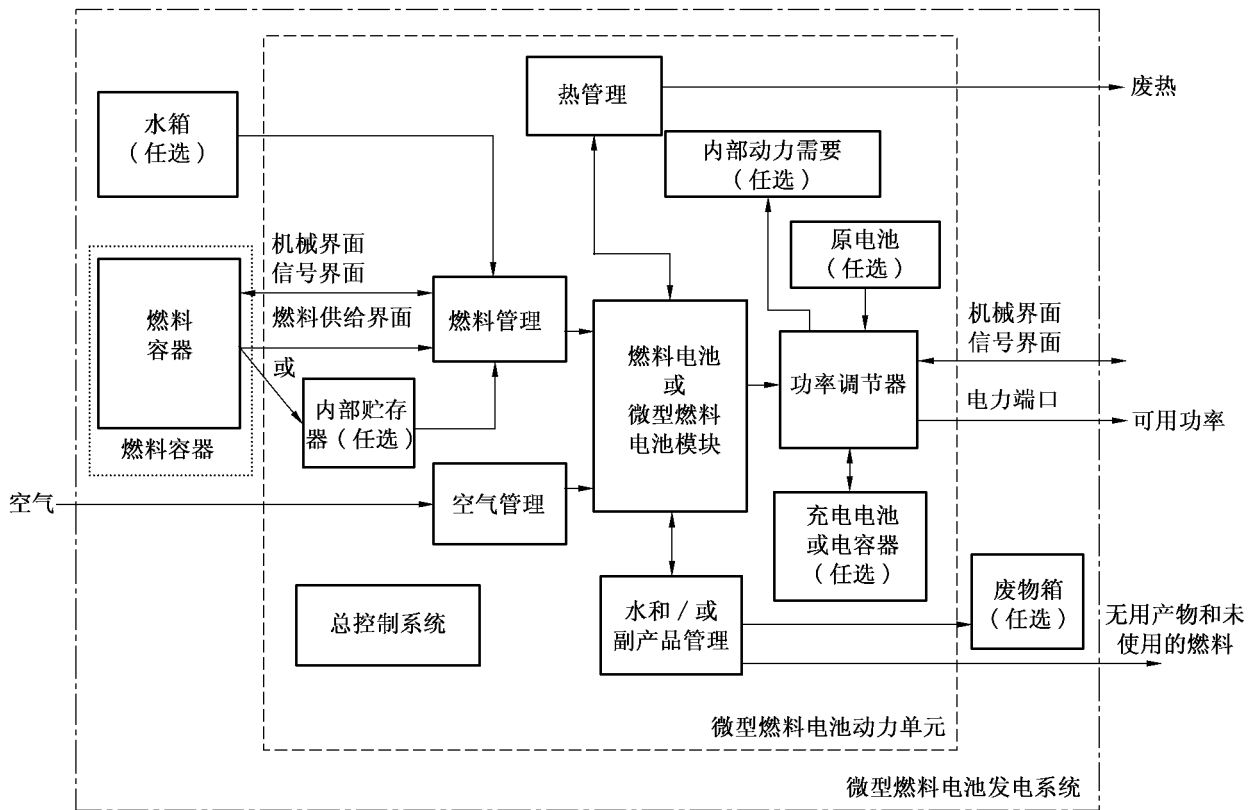 热管理
废热
水箱
(任选)
内部动力需要
(任选)
原电池
(任选)
机械界面
信号界面
燃料供给界面
或
燃料
容器
燃料容器
燃料管理
内部贮存
器(任选)
燃料电池
或
微型燃料
电池模块
功率调节器
机械界面
信号界面
电力端口
可用功率
空气
空气管理
充电电池
或电容器
(任选)
总控制系统
水和/或
副产品管理
废物箱
(任选)
无用产物和未
使用的燃料
微型燃料电池动力单元
微型燃料电池发电系统